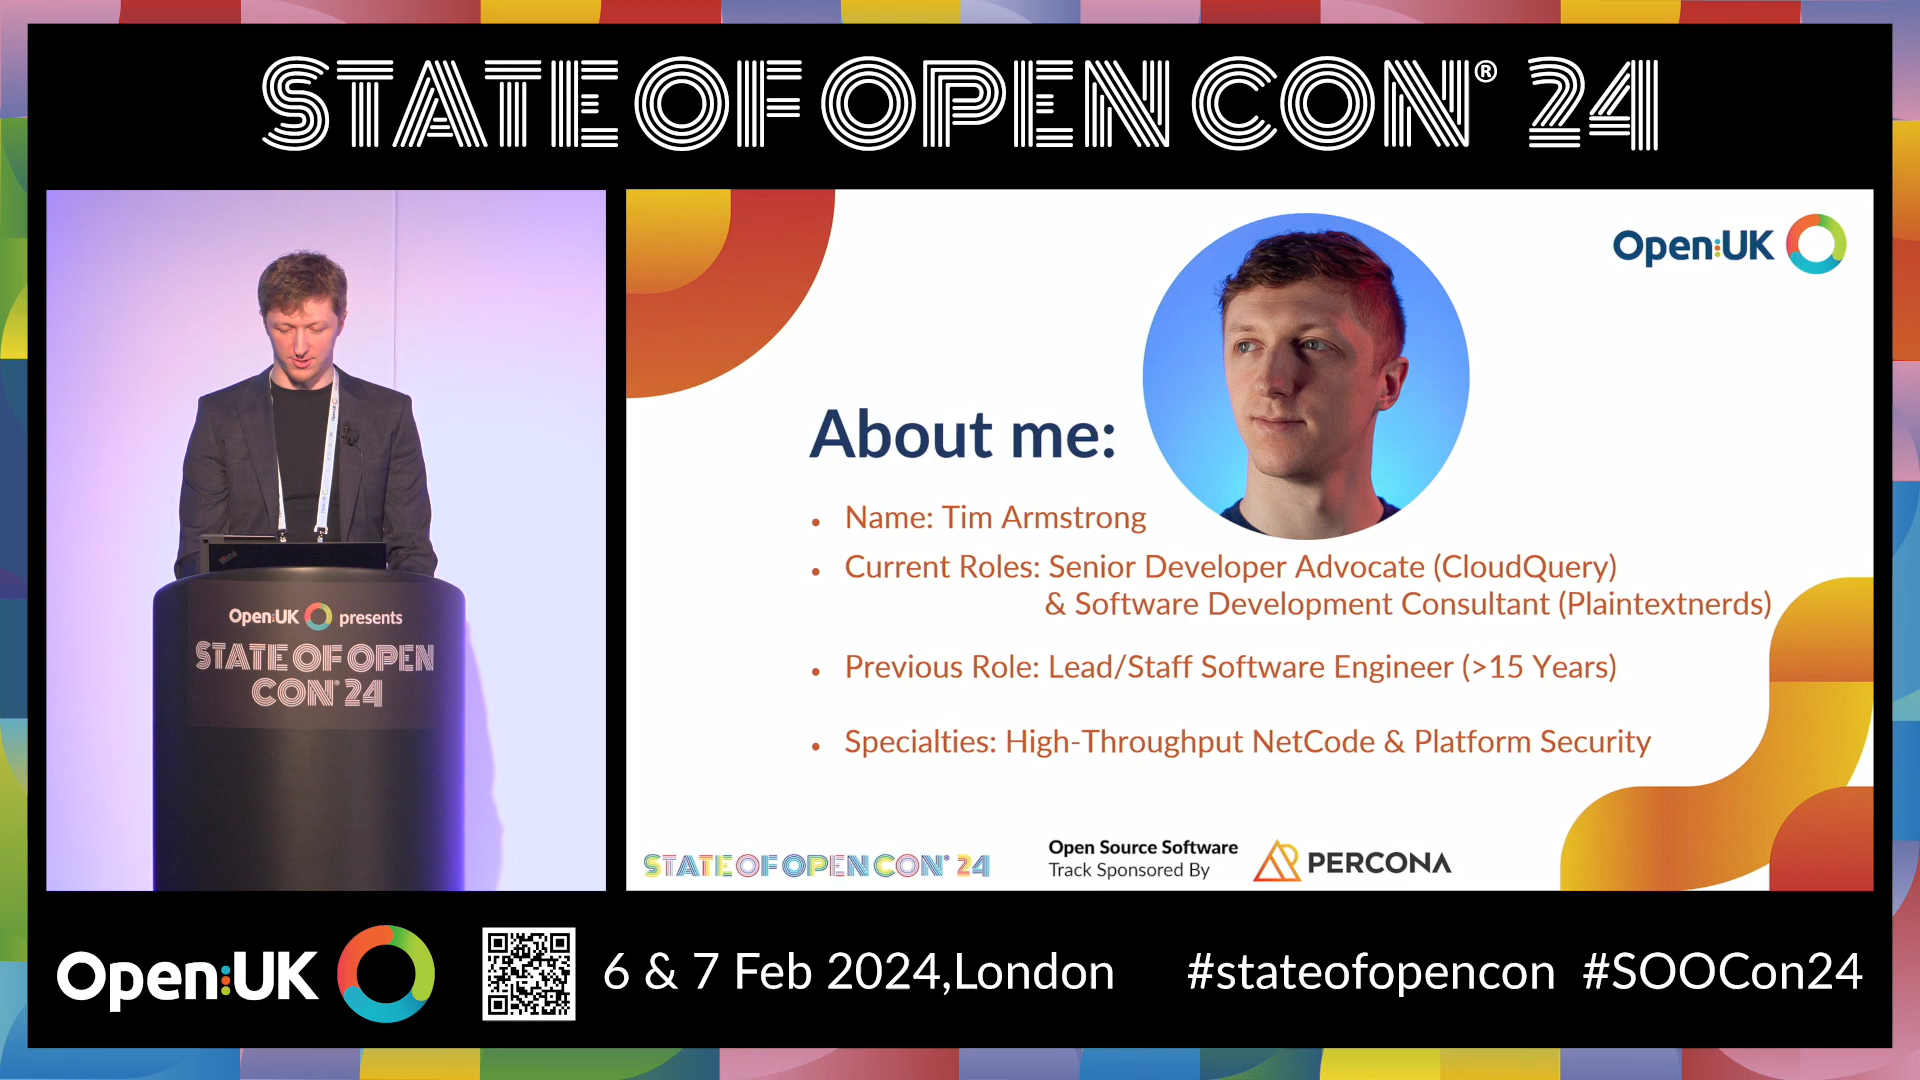 STATE OF OPEN CON® 24
Open:UK
About me:
• Name: Tim Armstrong
• Current Roles: Senior Developer Advocate (CloudQuery)
& Software Development Consultant (Plaintextnerds)
• Previous Role: Lead/Staff Software Engineer (>15 Years)
• Specialties: High-Throughput NetCode & Platform Security
Open:UK presents
STATE OF OPEN
CON® 24
STATE OF OPEN CON® 24
Open Source Software
Track Sponsored By
PERCONA
Open:UK
6 & 7 Feb 2024,London
#stateofopencon #SOOCon24